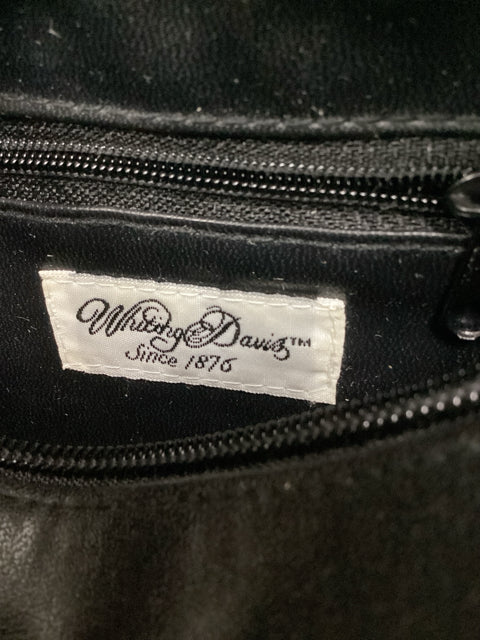 Whiting & Davis™
Since 1876